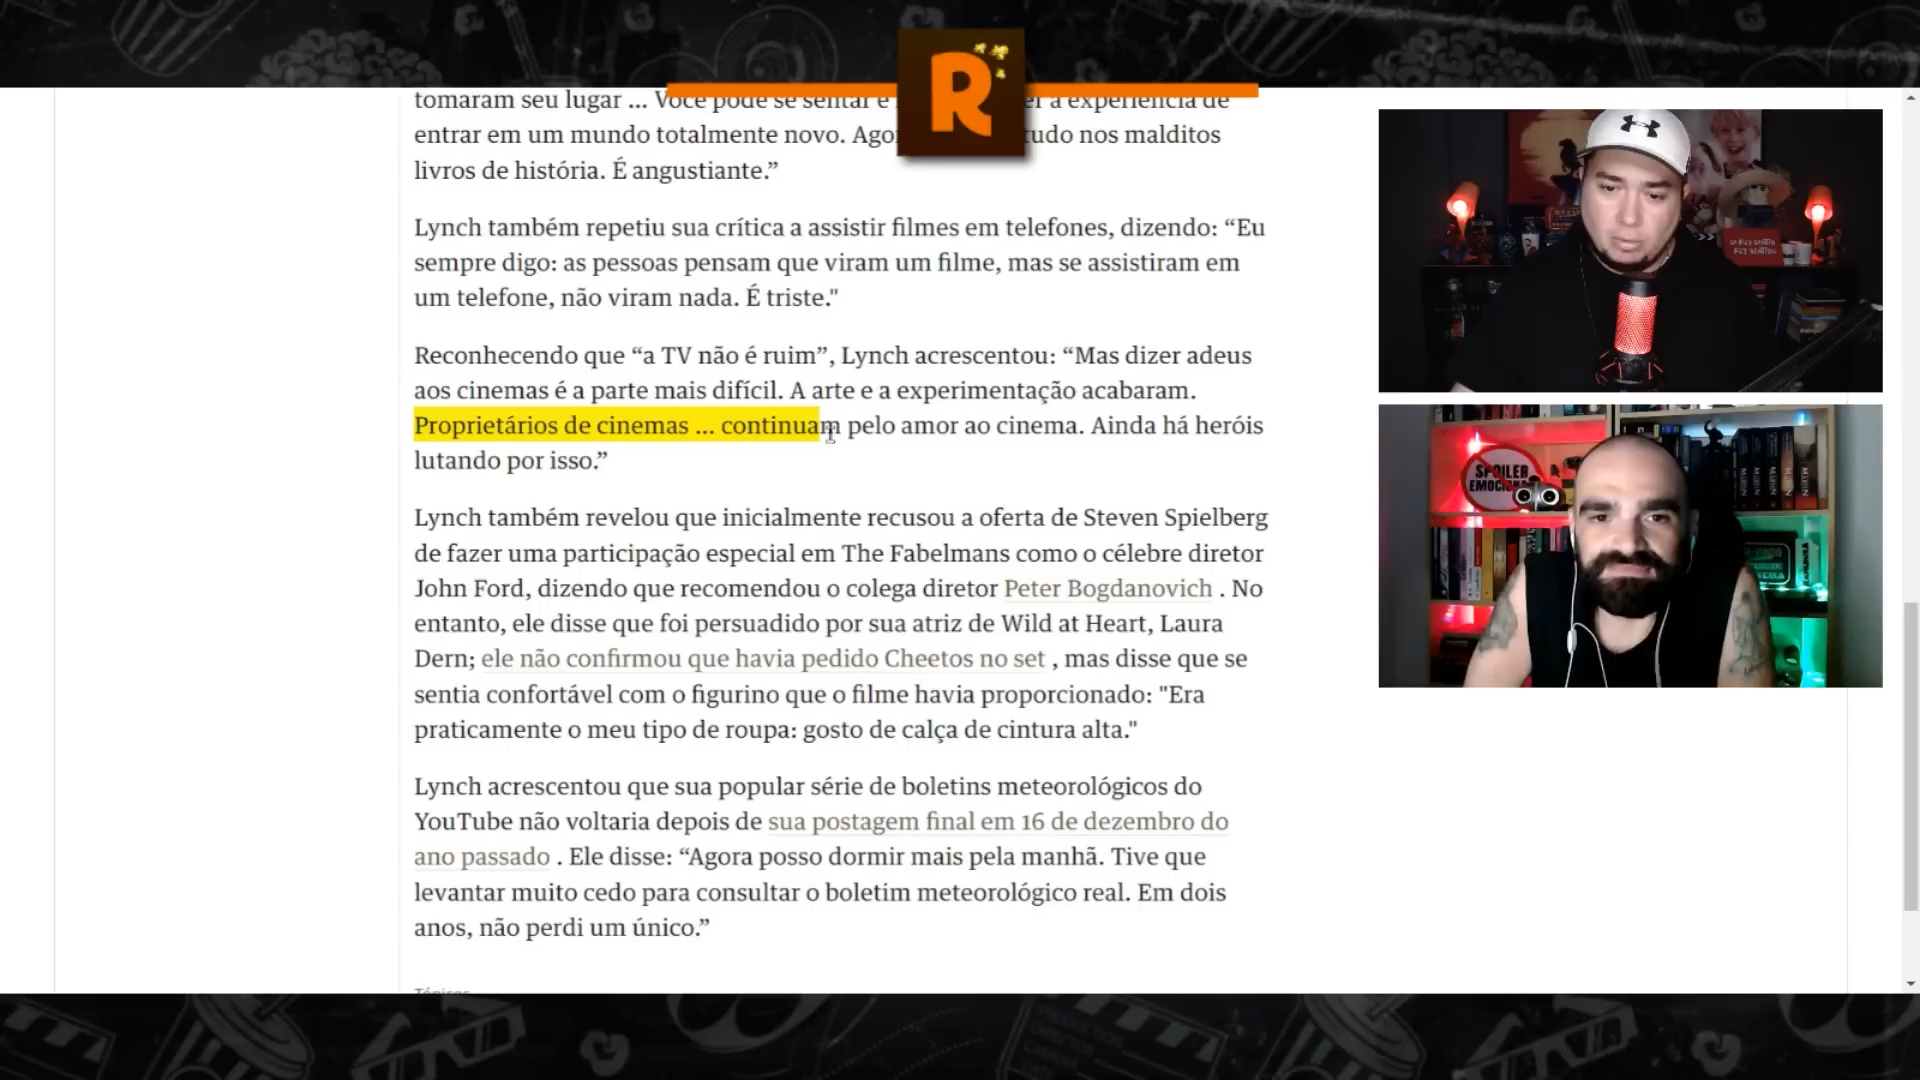 R
tomaram seu lugar ... Você pode se sentar e er a experiência de
entrar em um mundo totalmente novo. Ago tudo nos malditos
livros de história. É angustiante.”
Lynch também repetiu sua crítica a assistir filmes em telefones, dizendo: “Eu
sempre digo: as pessoas pensam que viram um filme, mas se assistiram em
um telefone, não viram nada. É triste."
Reconhecendo que “a TV não é ruim”, Lynch acrescentou: “Mas dizer adeus
aos cinemas é a parte mais difícil. A arte e a experimentação acabaram.
Proprietários de cinemas ... continuam pelo amor ao cinema. Ainda há heróis
lutando por isso.”
Lynch também revelou que inicialmente recusou a oferta de Steven Spielberg
de fazer uma participação especial em The Fabelmans como o célebre diretor
John Ford, dizendo que recomendou o colega diretor Peter Bogdanovich . No
entanto, ele disse que foi persuadido por sua atriz de Wild at Heart, Laura
Dern; ele não confirmou que havia pedido Cheetos no set , mas disse que se
sentia confortável com o figurino que o filme havia proporcionado: "Era
praticamente o meu tipo de roupa: gosto de calça de cintura alta."
Lynch acrescentou que sua popular série de boletins meteorológicos do
YouTube não voltaria depois de sua postagem final em 16 de dezembro do
ano passado . Ele disse: “Agora posso dormir mais pela manhã. Tive que
levantar muito cedo para consultar o boletim meteorológico real. Em dois
anos, não perdi um único.”
Tópicos
SPOILER